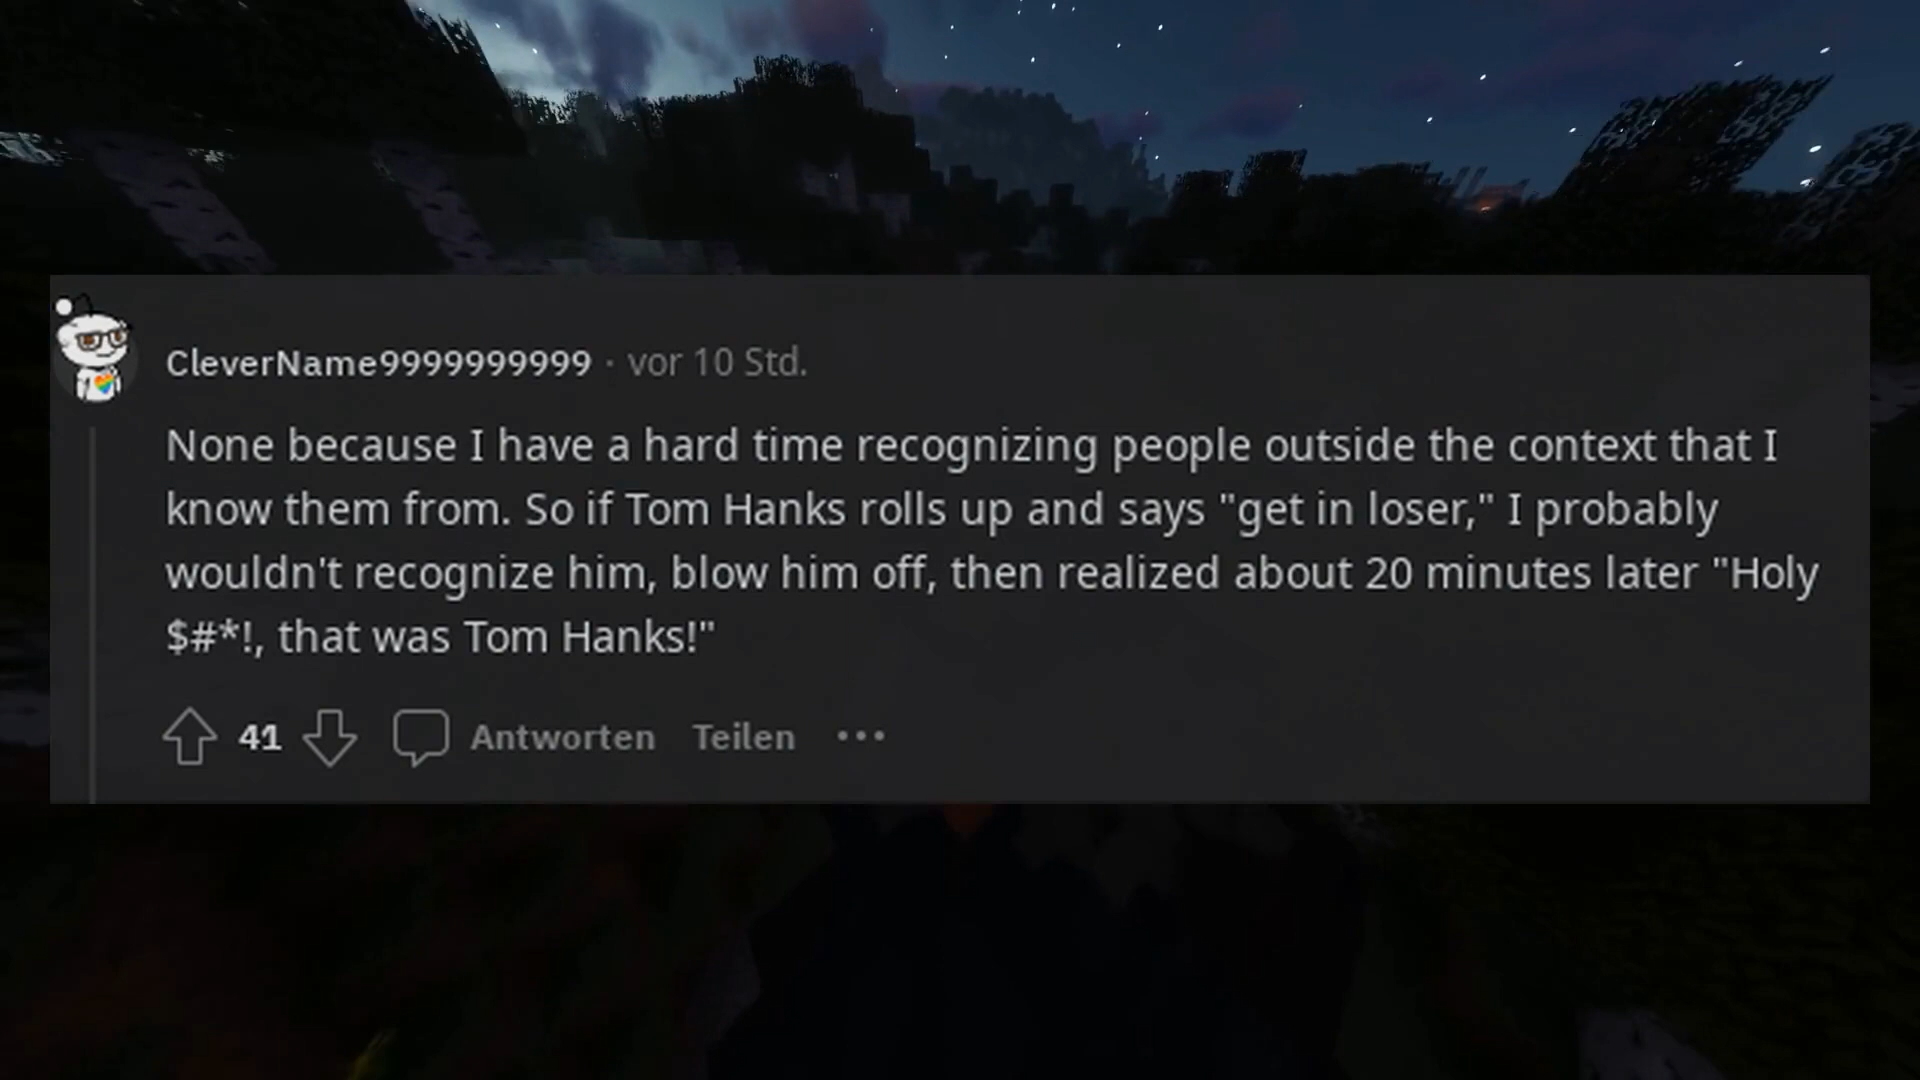 CleverName9999999999 · vor 10 Std.
None because I have a hard time recognizing people outside the context that I
know them from. So if Tom Hanks rolls up and says "get in loser," I probably
wouldn't recognize him, blow him off, then realized about 20 minutes later "Holy
$#*!, that was Tom Hanks!"
41 Antworten Teilen ···